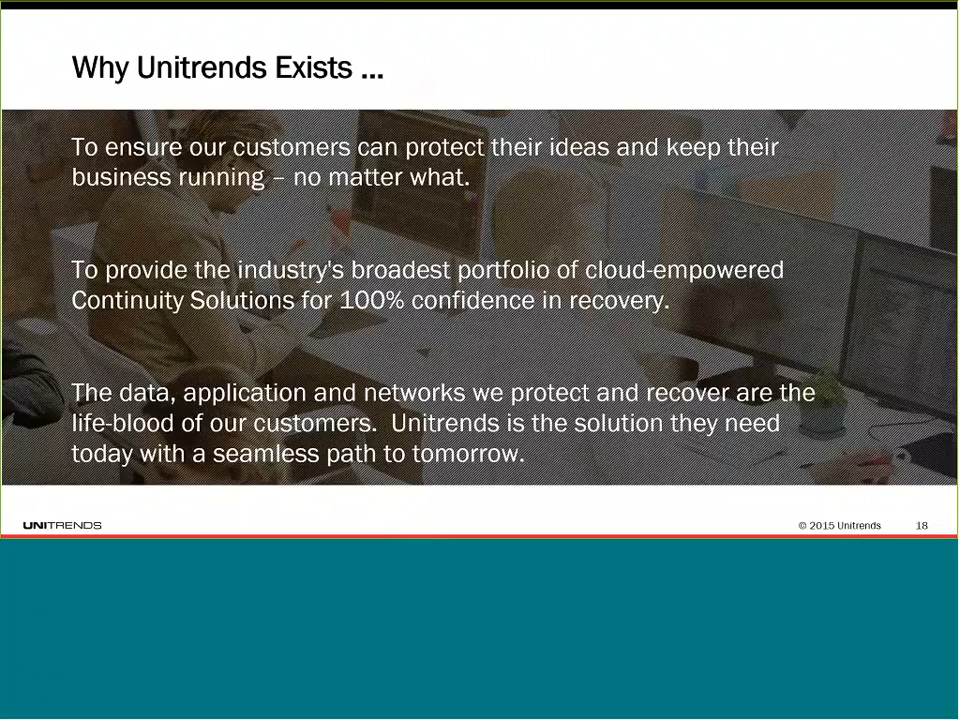 Why Unitrends Exists ...
To ensure our customers can protect their ideas and keep their
business running – no matter what.
To provide the industry's broadest portfolio of cloud-empowered
Continuity Solutions for 100% confidence in recovery.
The data, application and networks we protect and recover are the
life-blood of our customers.  Unitrends is the solution they need
today with a seamless path to tomorrow.
UNITRENDS
© 2015 Unitrends 18